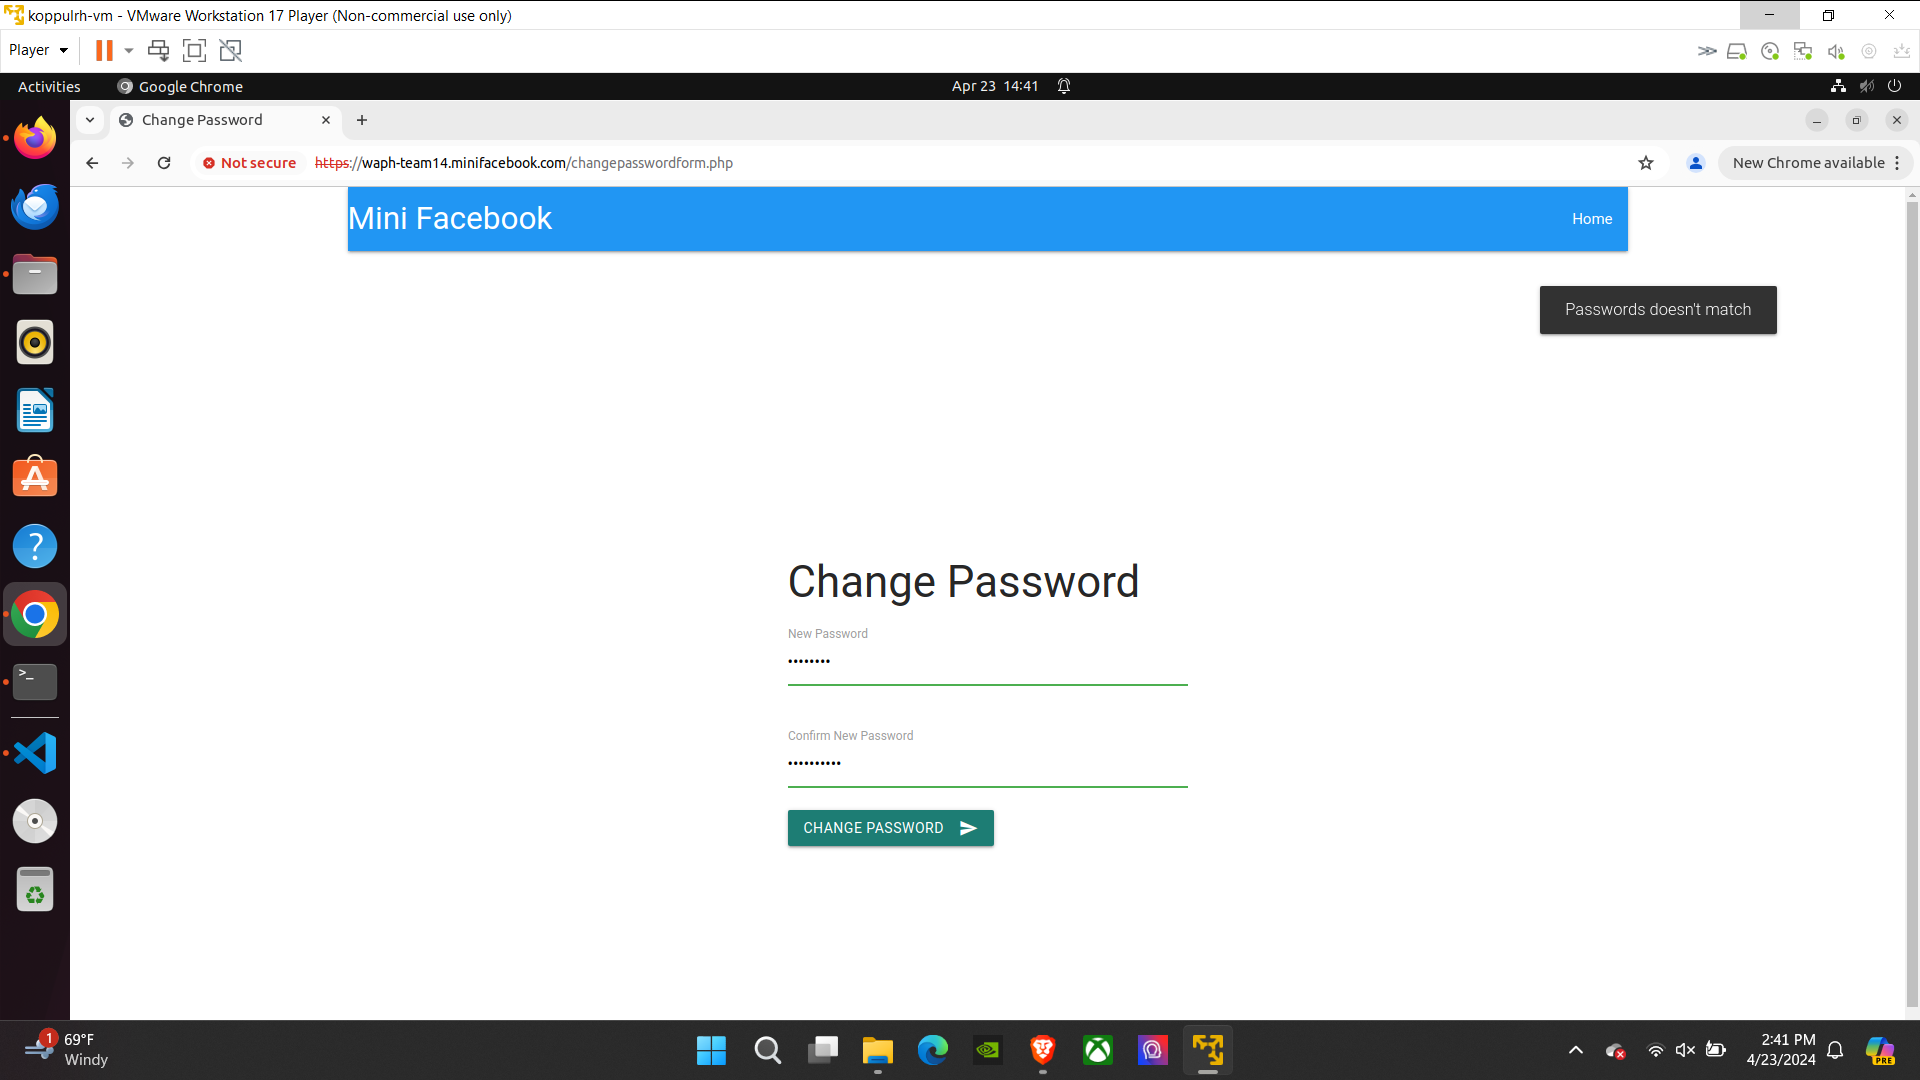 koppulrh-vm - VMware Workstation 17 Player (Non-commercial use only)
Player
Activities
Google Chrome
Apr 23 14:41
Change Password
Not secure
https://waph-team14.minifacebook.com/changepasswordform.php
New Chrome available
Mini Facebook
Home
Passwords doesn't match
Change Password
New Password
••••••••
Confirm New Password
••••••••••
CHANGE PASSWORD
1
69°F
Windy
2:41 PM
4/23/2024
PRE